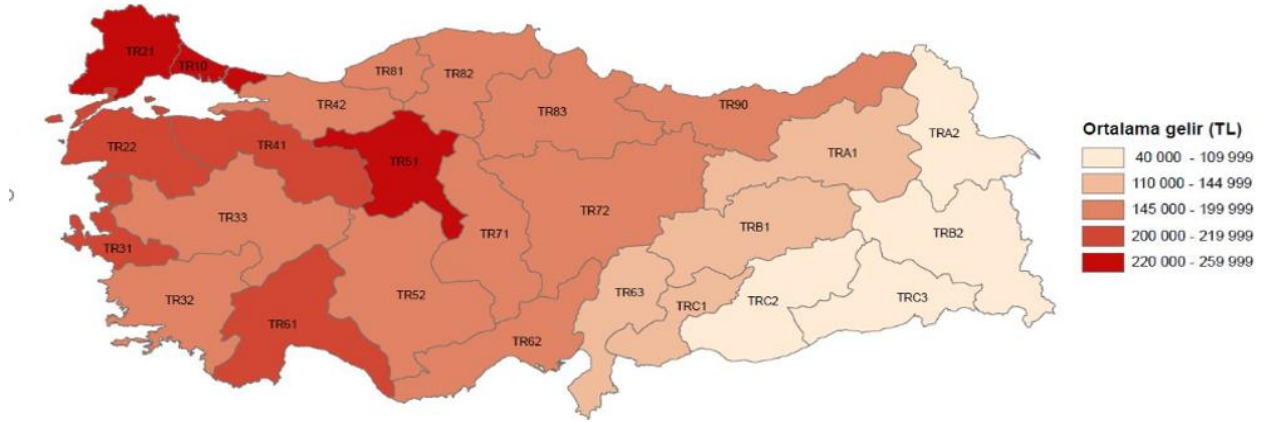 TR21
TR10
TR81
TR82
TR42
TR83
TR90
TRA2
TR22
TR41
TR51
TRA1
TR33
TR72
TR71
TRB1
TRB2
TR31
TR32
TR52
TR63
TRC1
TRC2
TRC3
TR61
TR62
Ortalama gelir (TL)
40 000 - 109 999
110 000 - 144 999
145 000 - 199 999
200 000 - 219 999
220 000 - 259 999